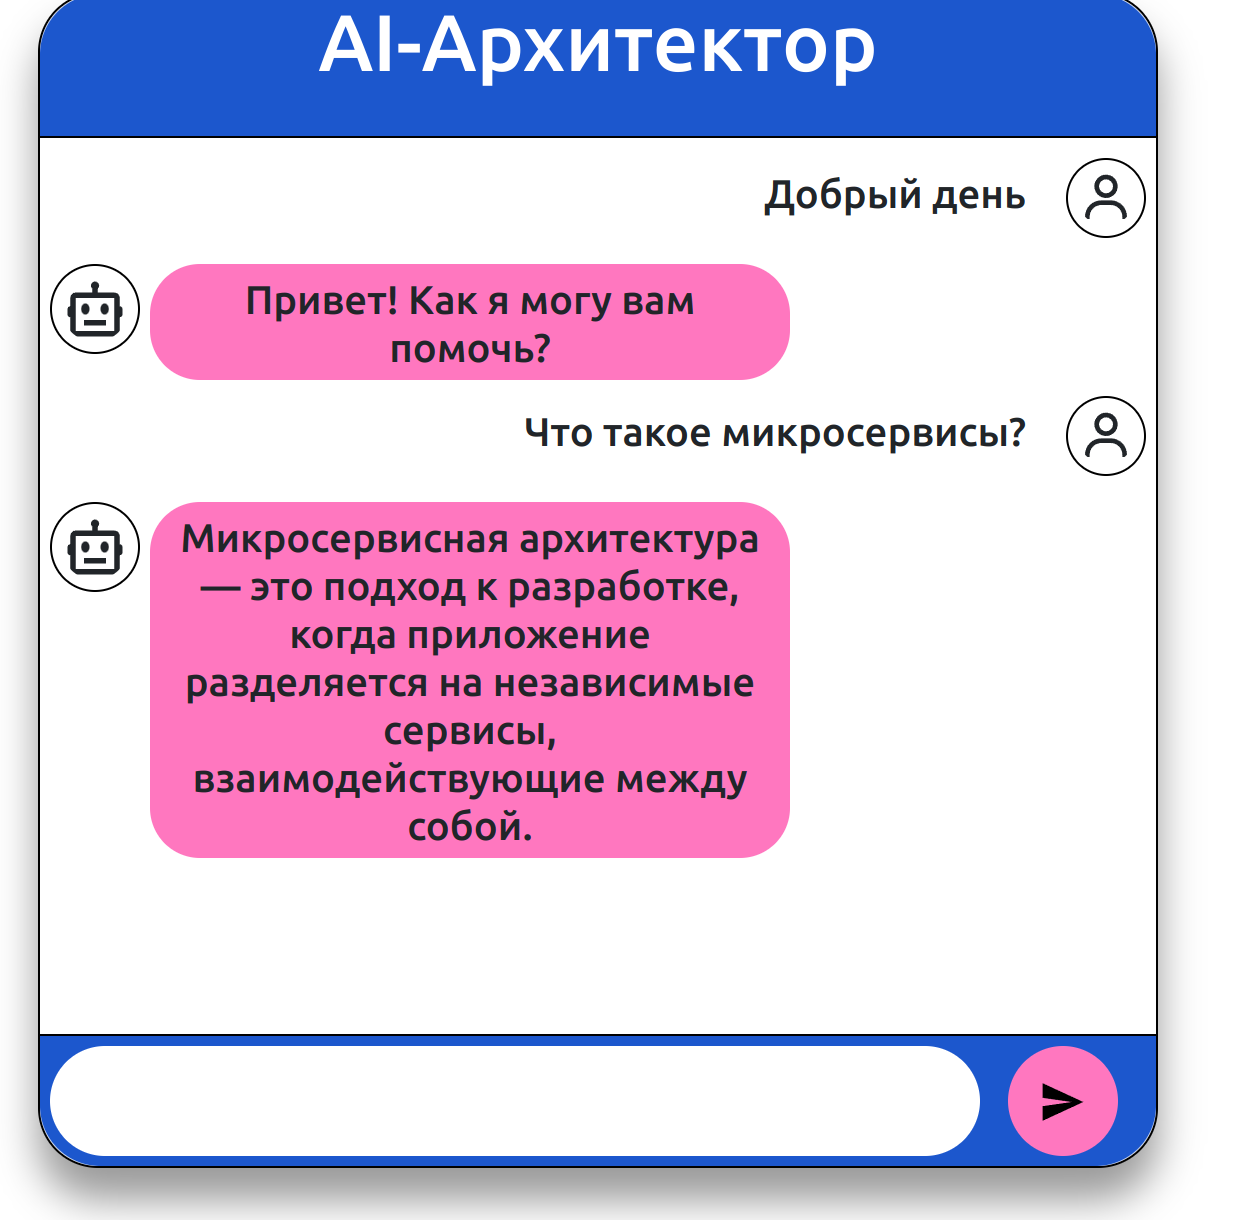 AI-Архитектор
Добрый день
Привет! Как я могу вам
помочь?
Что такое микросервисы?
Микросервисная архитектура
— это подход к разработке,
когда приложение
разделяется на независимые
сервисы,
взаимодействующие между
собой.